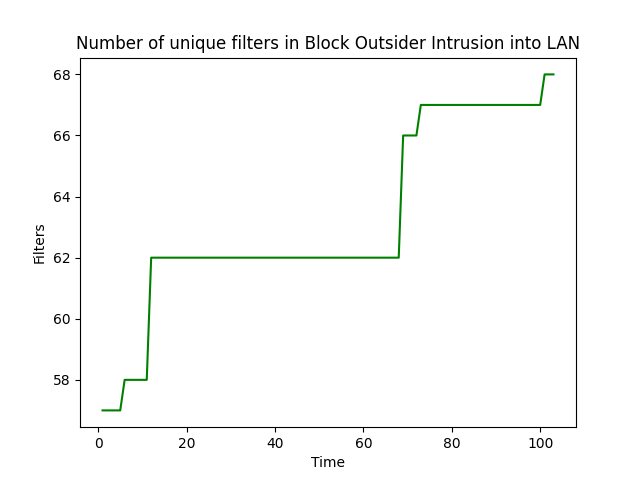 Number of unique filters in Block Outsider Intrusion into LAN
68
66
64
62
60
58
Filters
0 20 40 60 80 100
Time